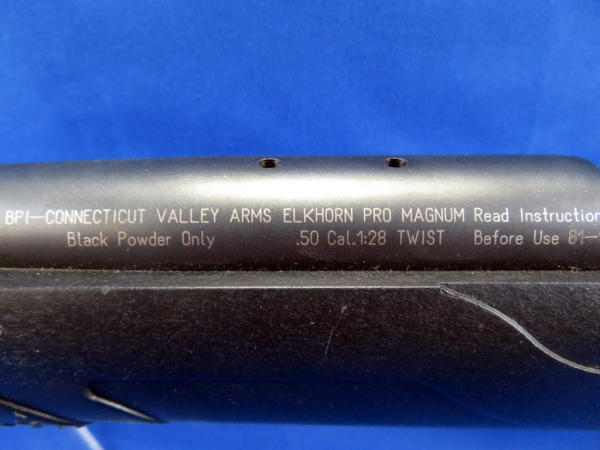 BPI-CONNECTICUT VALLEY ARMS ELKHORN PRO MAGNUM Read Instruction
Black Powder Only .50 Cal.1:28 TWIST Before Use 61-